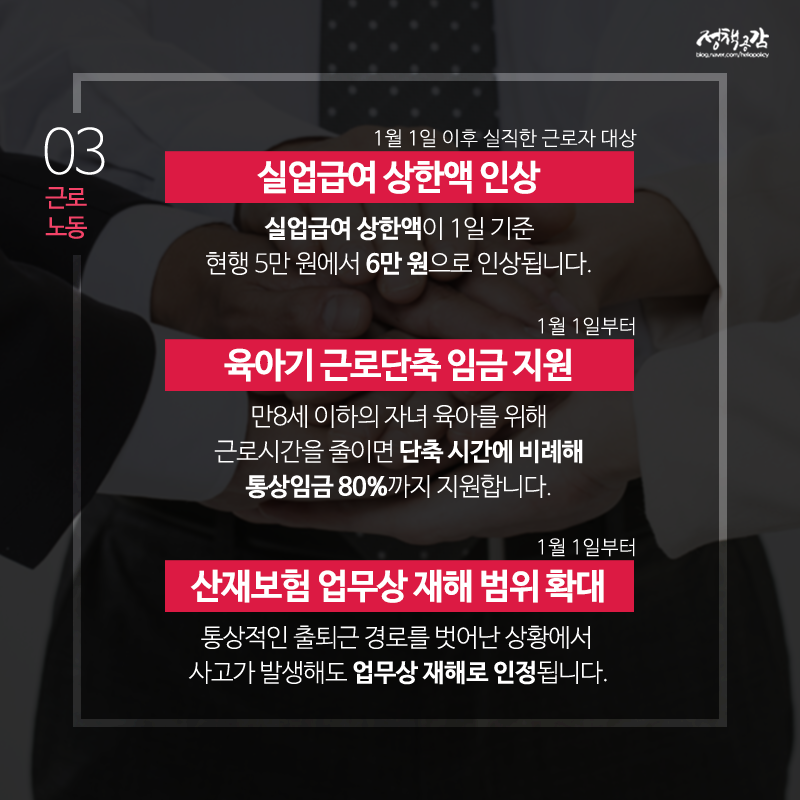 정책공감
blog.naver.com/hellopolicy
03
근로
노동
1월 1일 이후 실직한 근로자 대상
실업급여 상한액 인상
실업급여 상한액이 1일 기준
현행 5만 원에서 6만 원으로 인상됩니다.
1월 1일부터
육아기 근로단축 임금 지원
만8세 이하의 자녀 육아를 위해
근로시간을 줄이면 단축 시간에 비례해
통상임금 80%까지 지원합니다.
1월 1일부터
산재보험 업무상 재해 범위 확대
통상적인 출퇴근 경로를 벗어난 상황에서
사고가 발생해도 업무상 재해로 인정됩니다.